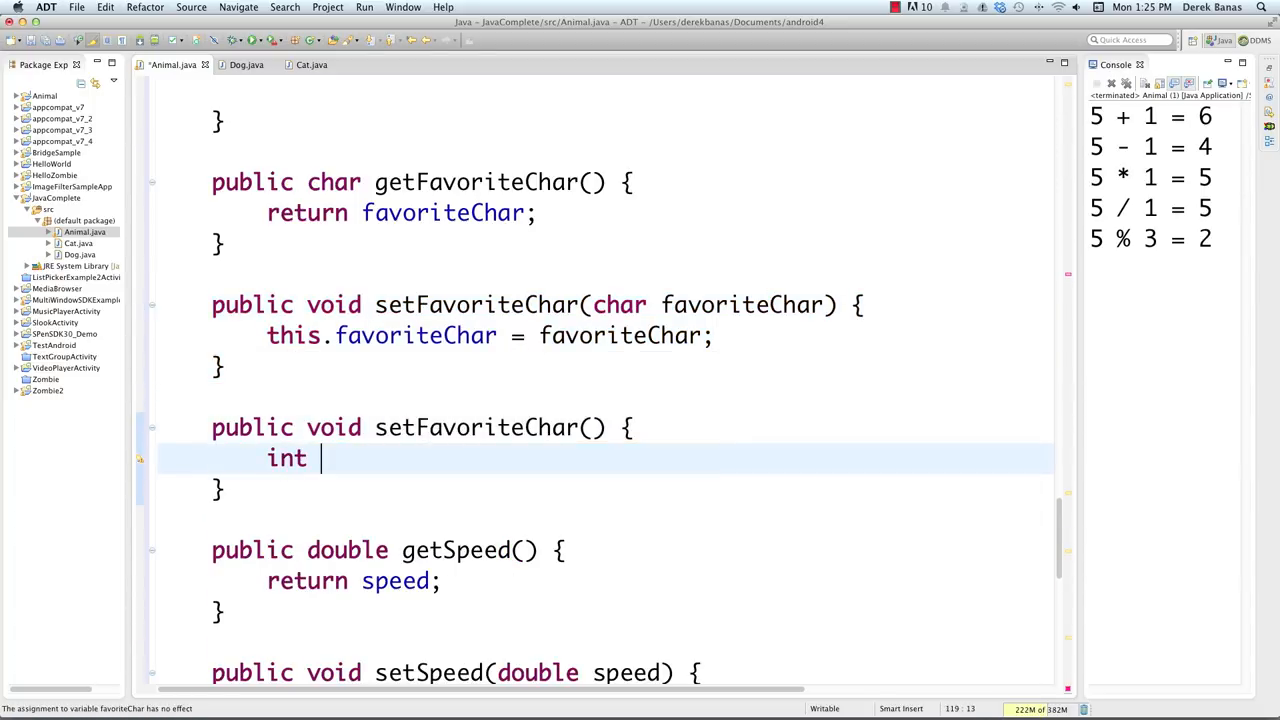 ADT File Edit Refactor Source Navigate Search Project Run Window Help 10 Mon 1:25 PM Derek Banas
Java – JavaComplete/src/Animal.java – ADT – /Users/derekbanas/Documents/android4
Quick Access Java DDMS
Package Exp
*Animal.java Dog.java Cat.java
Console
<terminated> Animal (1) [Java Application] /S
Animal
appcompat_v7
appcompat_v7_2
appcompat_v7_3
appcompat_v7_4
BridgeSample
HelloWorld
HelloZombie
ImageFilterSampleApp
JavaComplete
src
(default package)
Animal.java
Cat.java
Dog.java
JRE System Library [Ja
ListPickerExample2Activi
MediaBrowser
MultiWindowSDKExample
MusicPlayerActivity
SlookActivity
SPenSDK30_Demo
TestAndroid
TextGroupActivity
VideoPlayerActivity
Zombie
Zombie2
}
public char getFavoriteChar() {
return favoriteChar;
}
public void setFavoriteChar(char favoriteChar) {
this.favoriteChar = favoriteChar;
}
public void setFavoriteChar() {
int
}
public double getSpeed() {
return speed;
}
public void setSpeed(double speed) {
5 + 1 = 6
5 - 1 = 4
5 * 1 = 5
5 / 1 = 5
5 % 3 = 2
The assignment to variable favoriteChar has no effect Writable Smart Insert 119 : 13 222M of 382M